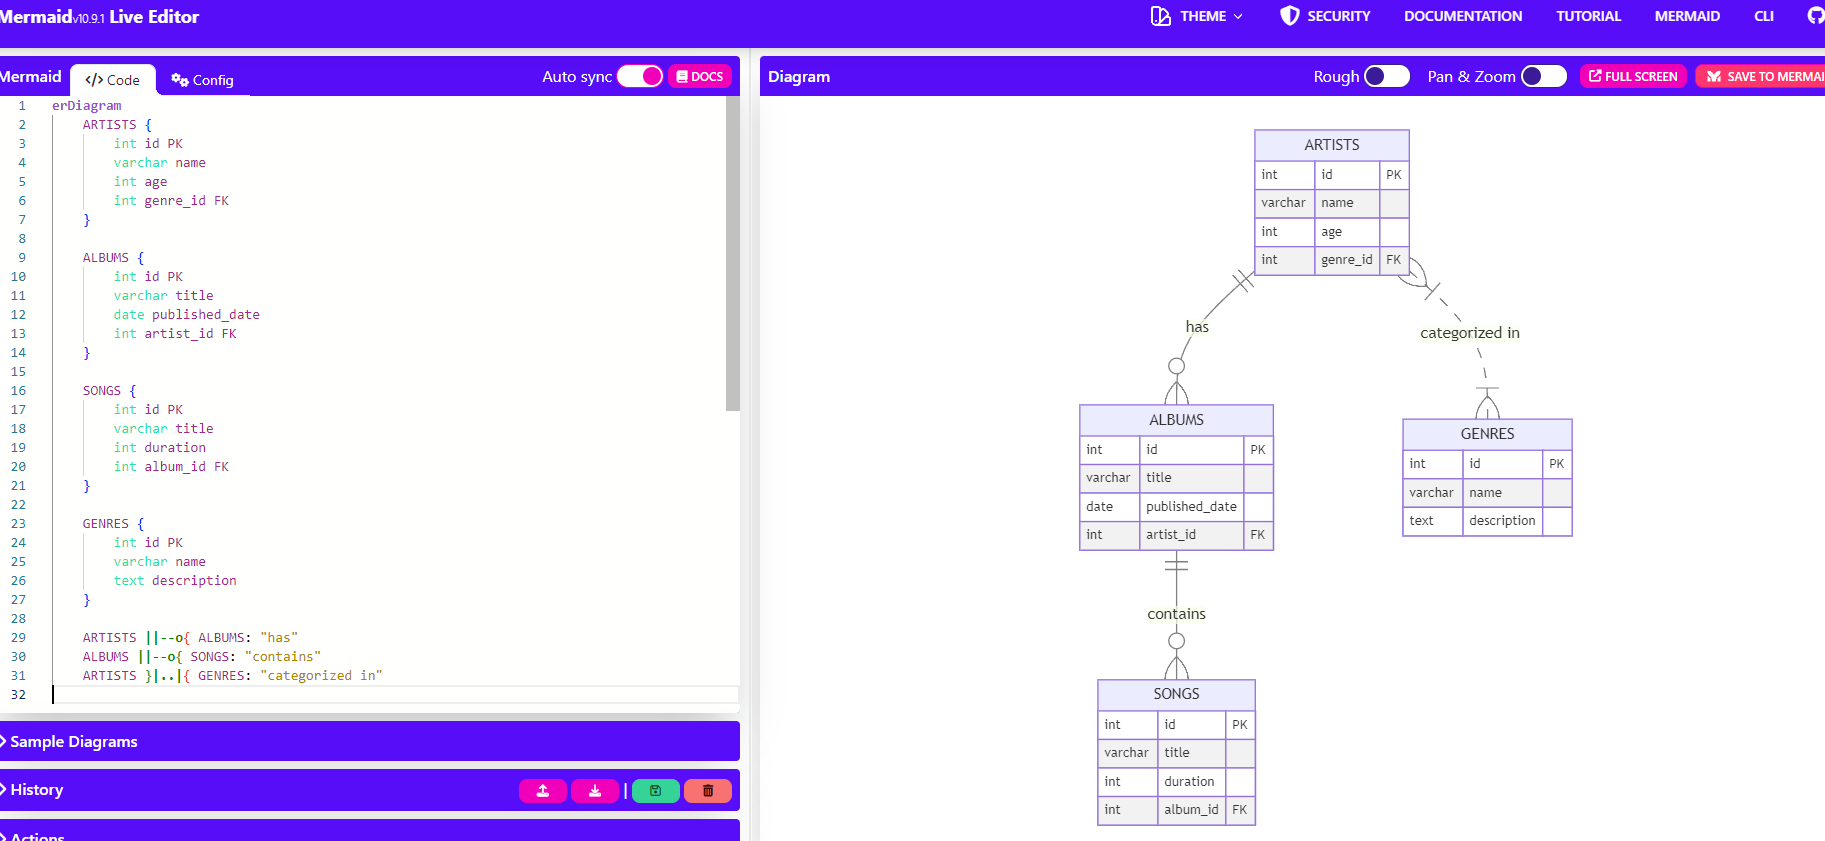 Mermaid v10.9.1 Live Editor
THEME SECURITY DOCUMENTATION TUTORIAL MERMAID CLI
Mermaid </> Code Config Auto sync DOCS
1 erDiagram
2 ARTISTS {
3 int id PK
4 varchar name
5 int age
6 int genre_id FK
7 }
8
9 ALBUMS {
10 int id PK
11 varchar title
12 date published_date
13 int artist_id FK
14 }
15
16 SONGS {
17 int id PK
18 varchar title
19 int duration
20 int album_id FK
21 }
22
23 GENRES {
24 int id PK
25 varchar name
26 text description
27 }
28
29 ARTISTS ||--o{ ALBUMS: "has"
30 ALBUMS ||--o{ SONGS: "contains"
31 ARTISTS }|..|{ GENRES: "categorized in"
32
Sample Diagrams
History
Actions
Diagram Rough Pan & Zoom FULL SCREEN SAVE TO MERMAI
ARTISTS
int id PK
varchar name
int age
int genre_id FK
has
categorized in
ALBUMS
int id PK
varchar title
date published_date
int artist_id FK
GENRES
int id PK
varchar name
text description
contains
SONGS
int id PK
varchar title
int duration
int album_id FK